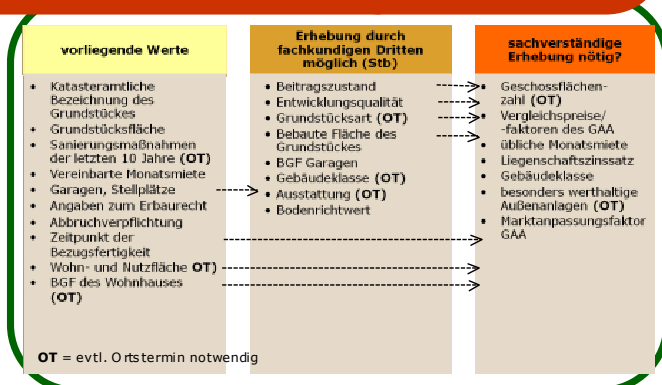 vorliegende Werte
• Katasteramtliche
Bezeichnung des
Grundstückes
• Grundstücksfläche
• Sanierungsmaßnahmen
der letzten 10 Jahre (OT)
• Vereinbarte Monatsmiete
• Garagen, Stellplätze
• Angaben zum Erbaurecht
• Abbruchverpflichtung
• Zeitpunkt der
Bezugsfertigkeit
• Wohn- und Nutzfläche OT)
• BGF des Wohnhauses
(OT)
Erhebung durch
fachkundigen Dritten
möglich (Stb)
• Beitragszustand
• Entwicklungsqualität
• Grundstücksart (OT)
• Bebaute Fläche des
Grundstückes
• BGF Garagen
• Gebäudeklasse (OT)
• Ausstattung (OT)
• Bodenrichtwert
sachverständige
Erhebung nötig?
• Geschossflächen-
zahl (OT)
• Vergleichspreise/
-faktoren des GAA
• übliche Monatsmiete
• Liegenschaftszinssatz
• Gebäudeklasse
• besonders werthaltige
Außenanlagen (OT)
• Marktanpassungsfaktor
GAA
OT = evtl. Ortstermin notwendig